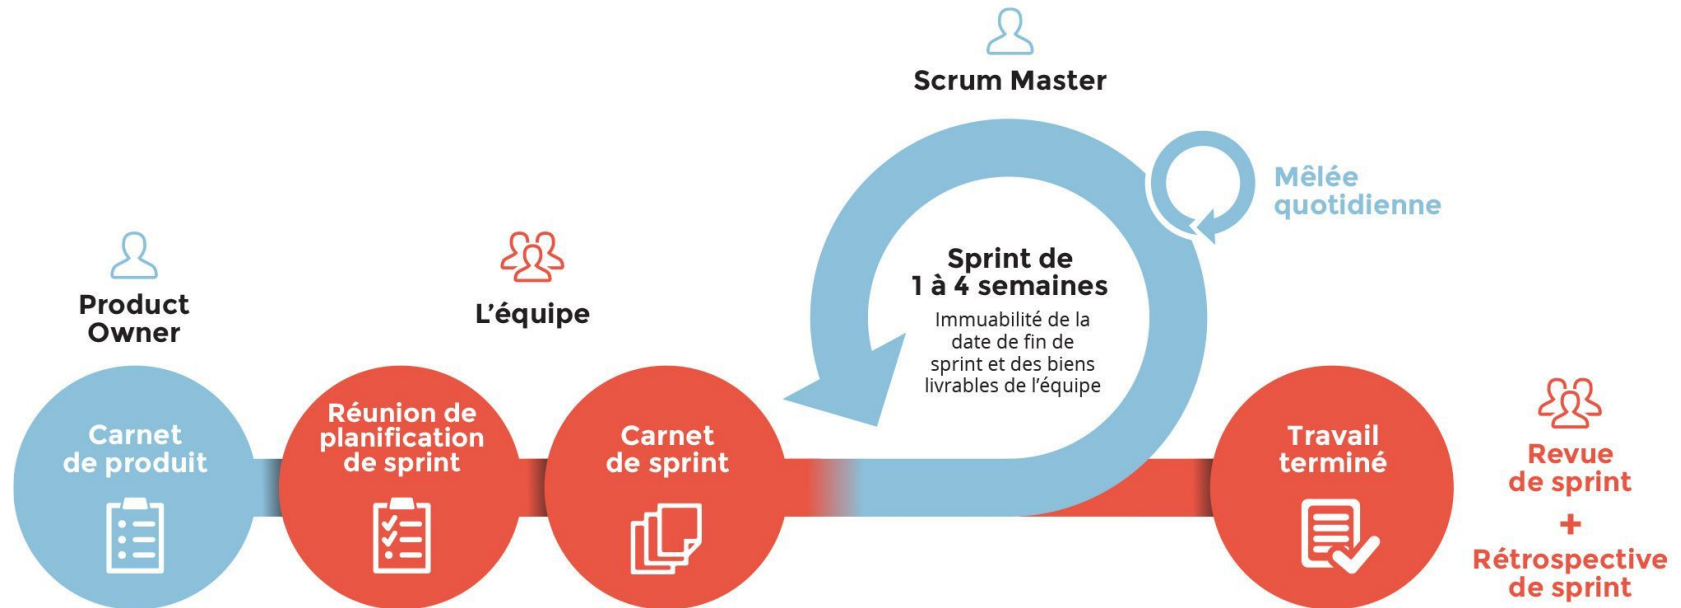 Scrum Master
Mêlée
quotidienne
Sprint de
1 à 4 semaines
Immuabilité de la
date de fin de
sprint et des biens
livrables de l'équipe
Product
Owner
L'équipe
Carnet
de produit
Réunion de
planification
de sprint
Carnet
de sprint
Travail
terminé
Revue
de sprint
+
Rétrospective
de sprint